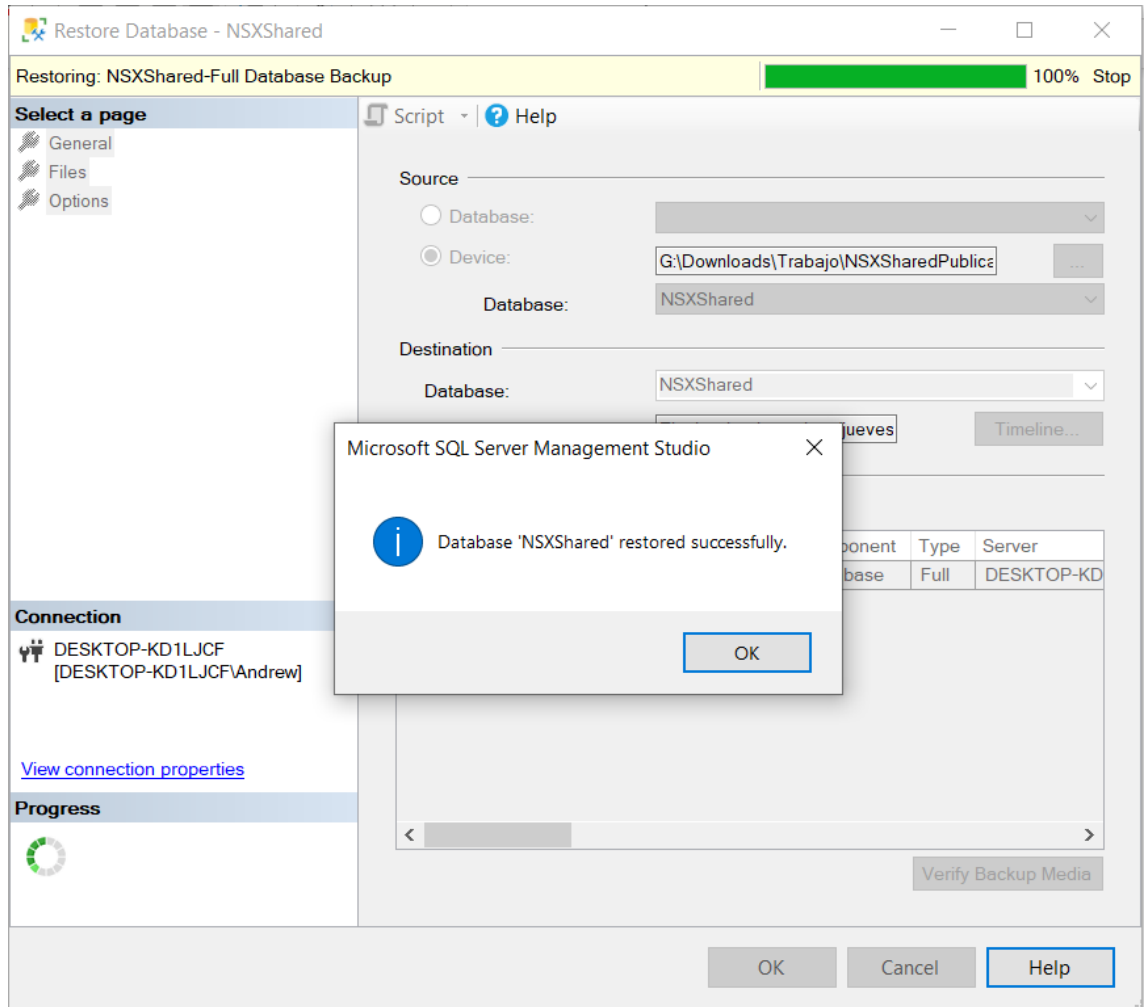 Restore Database - NSXShared
Restoring: NSXShared-Full Database Backup 100% Stop
Select a page
General
Files
Options
Script Help
Source
Database:
Device: G:\Downloads\Trabajo\NSXSharedPublica
...
Database: NSXShared
Destination
Database: NSXShared
jueves Timeline...
Microsoft SQL Server Management Studio
Database 'NSXShared' restored successfully.
OK
ponent Type Server
base Full DESKTOP-KD
Connection
DESKTOP-KD1LJCF
[DESKTOP-KD1LJCF\Andrew]
View connection properties
Progress
Verify Backup Media
OK Cancel Help